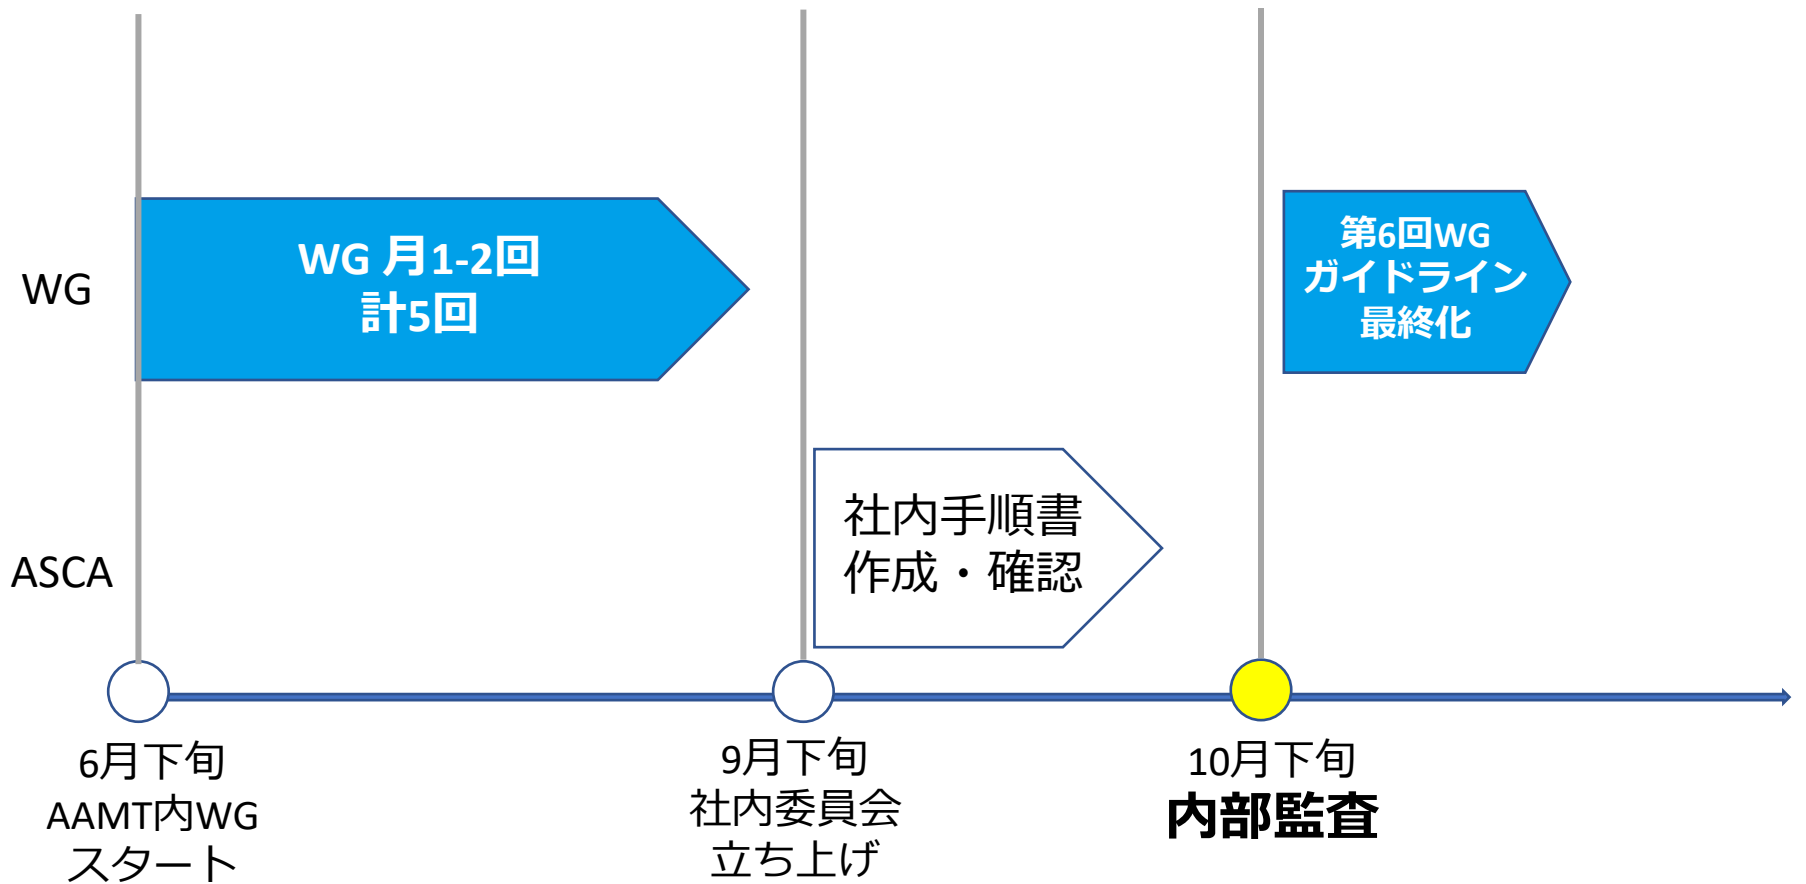 WG
WG 月1-2回
計5回
第6回WG
ガイドライン
最終化
ASCA
社内手順書
作成・確認
6月下旬
AAMT内WG
スタート
9月下旬
社内委員会
立ち上げ
10月下旬
内部監査